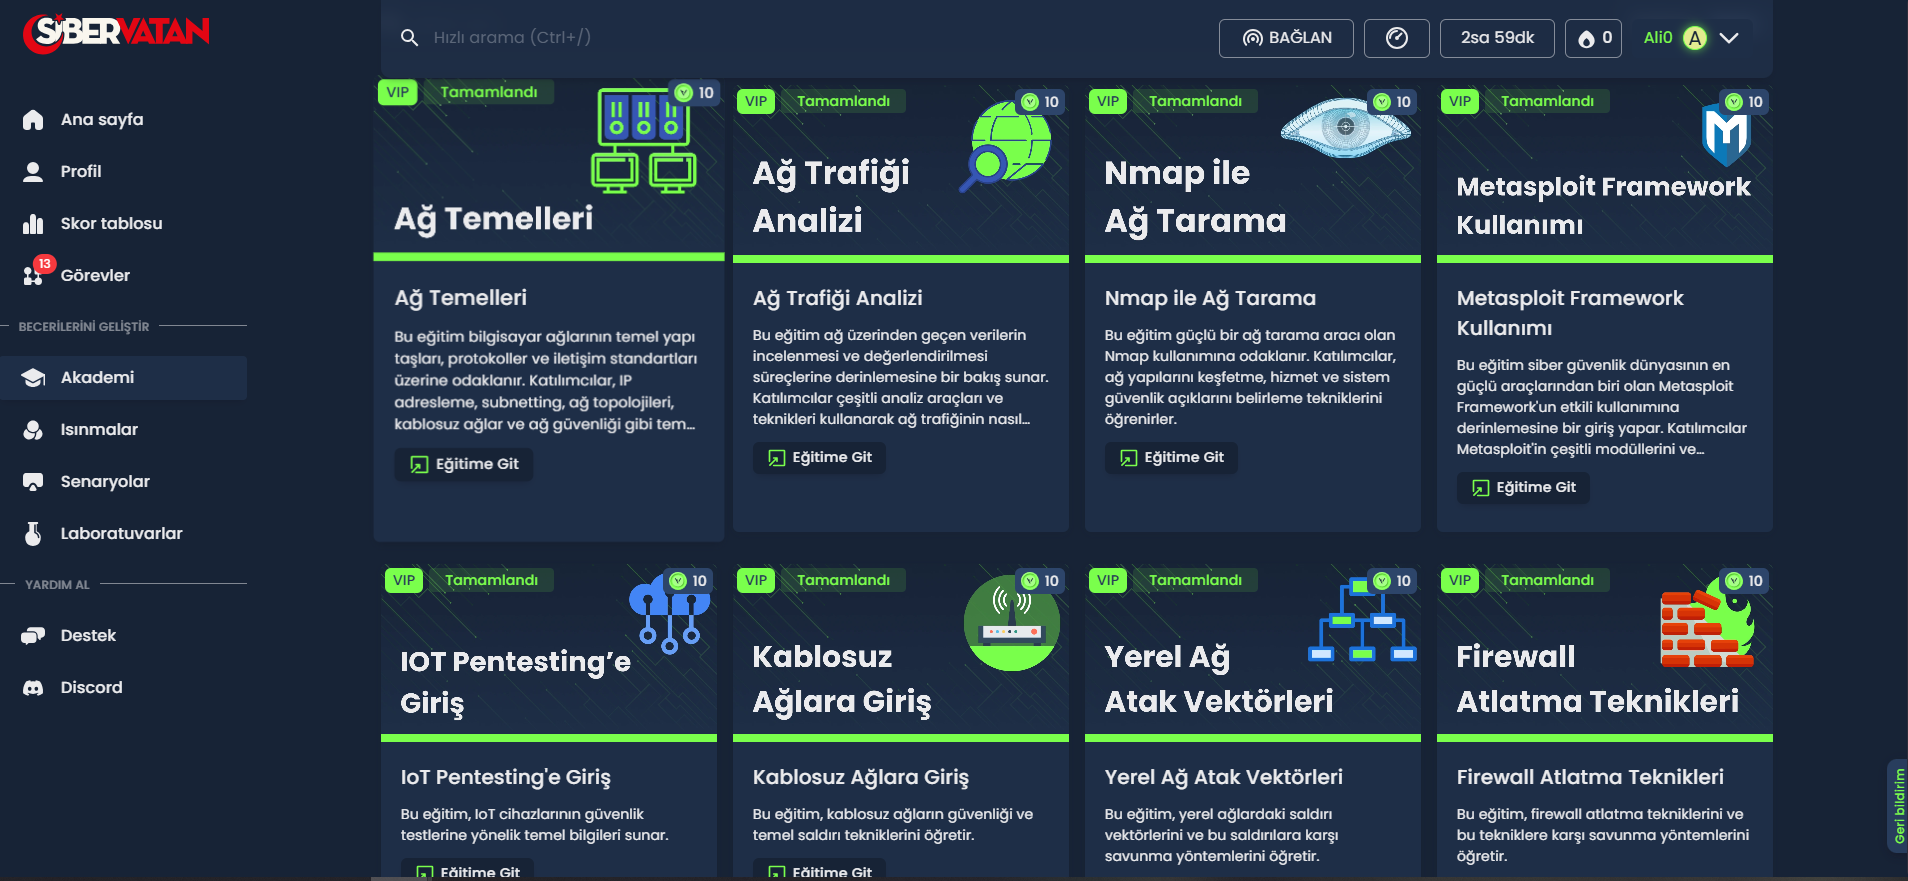 SİBERVATAN
Hızlı arama (Ctrl+/)
BAĞLAN
2sa 59dk
0
Ali0
A
Ana sayfa
Profil
Skor tablosu
13
Görevler
BECERİLERİNİ GELİŞTİR
Akademi
Isınmalar
Senaryolar
Laboratuvarlar
YARDIM AL
Destek
Discord
VIP
Tamamlandı
10
Ağ Temelleri
Ağ Temelleri
Bu eğitim bilgisayar ağlarının temel yapı
taşları, protokoller ve iletişim standartları
üzerine odaklanır. Katılımcılar, IP
adresleme, subnetting, ağ topolojileri,
kablosuz ağlar ve ağ güvenliği gibi tem...
Eğitime Git
VIP
Tamamlandı
10
Ağ Trafiği
Analizi
Ağ Trafiği Analizi
Bu eğitim ağ üzerinden geçen verilerin
incelenmesi ve değerlendirilmesi
süreçlerine derinlemesine bir bakış sunar.
Katılımcılar çeşitli analiz araçları ve
teknikleri kullanarak ağ trafiğinin nasıl...
Eğitime Git
VIP
Tamamlandı
10
Nmap ile
Ağ Tarama
Nmap ile Ağ Tarama
Bu eğitim güçlü bir ağ tarama aracı olan
Nmap kullanımına odaklanır. Katılımcılar,
ağ yapılarını keşfetme, hizmet ve sistem
güvenlik açıklarını belirleme tekniklerini
öğrenirler.
Eğitime Git
VIP
Tamamlandı
10
M
Metasploit Framework
Kullanımı
Metasploit Framework
Kullanımı
Bu eğitim siber güvenlik dünyasının en
güçlü araçlarından biri olan Metasploit
Framework'un etkili kullanımına
derinlemesine bir giriş yapar. Katılımcılar
Metasploit'in çeşitli modüllerini ve...
Eğitime Git
VIP
Tamamlandı
10
IOT Pentesting’e
Giriş
IoT Pentesting'e Giriş
Bu eğitim, IoT cihazlarının güvenlik
testlerine yönelik temel bilgileri sunar.
Eğitime Git
VIP
Tamamlandı
10
Kablosuz
Ağlara Giriş
Kablosuz Ağlara Giriş
Bu eğitim, kablosuz ağların güvenliği ve
temel saldırı tekniklerini öğretir.
Eğitime Git
VIP
Tamamlandı
10
Yerel Ağ
Atak Vektörleri
Yerel Ağ Atak Vektörleri
Bu eğitim, yerel ağlardaki saldırı
vektörlerini ve bu saldırılara karşı
savunma yöntemlerini öğretir.
VIP
Tamamlandı
10
Firewall
Atlatma Teknikleri
Firewall Atlatma Teknikleri
Bu eğitim, firewall atlatma tekniklerini ve
bu tekniklere karşı savunma yöntemlerini
öğretir.
Geri bildirim